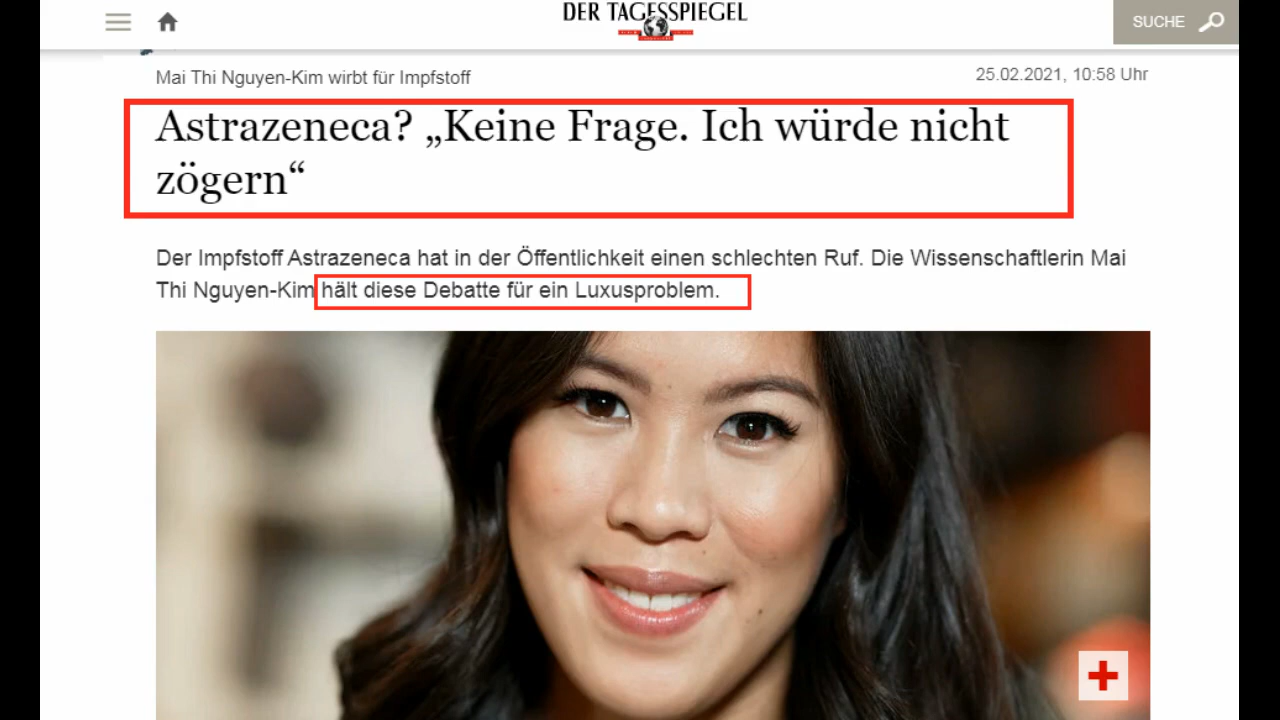 DER TAGESSPIEGEL
SUCHE
Mai Thi Nguyen-Kim wirbt für Impfstoff
25.02.2021, 10:58 Uhr
Astrazeneca? „Keine Frage. Ich würde nicht
zögern“
Der Impfstoff Astrazeneca hat in der Öffentlichkeit einen schlechten Ruf. Die Wissenschaftlerin Mai
Thi Nguyen-Kim hält diese Debatte für ein Luxusproblem.